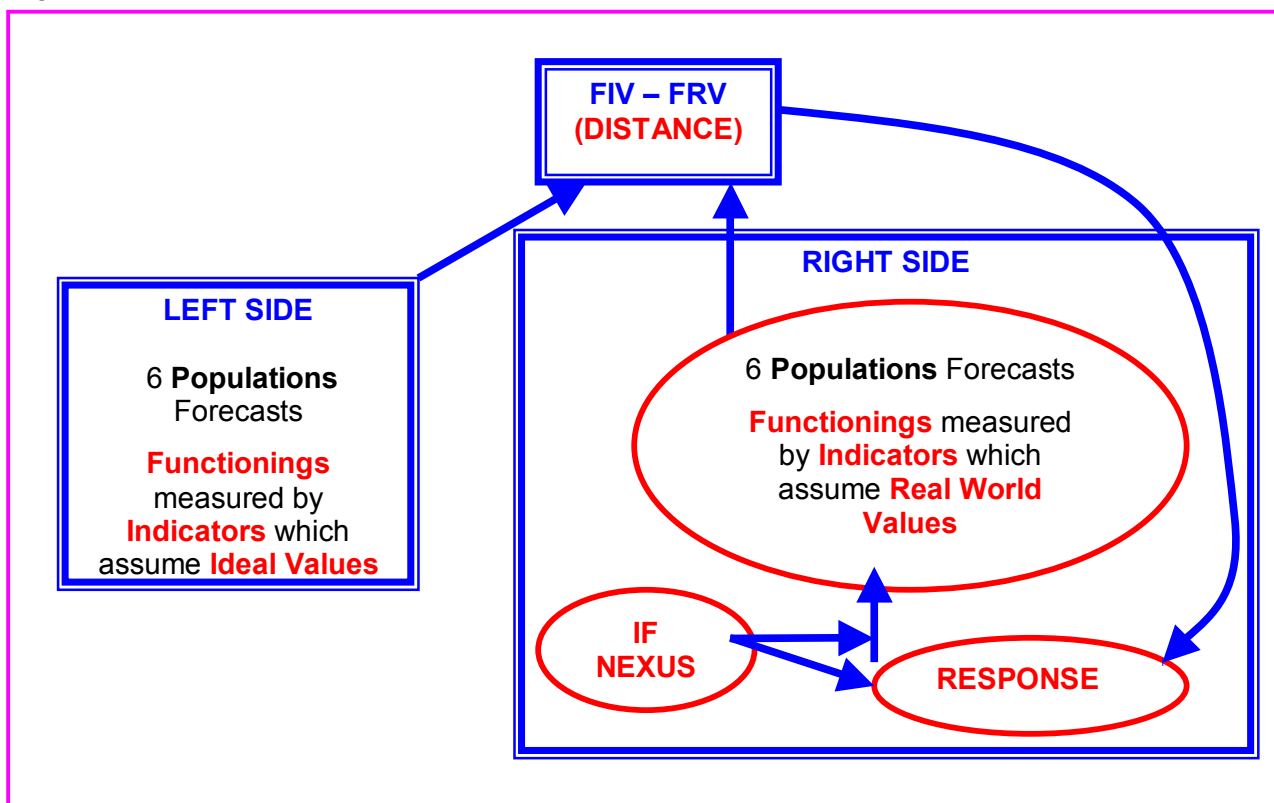 FIV – FRV
(DISTANCE)
LEFT SIDE
6 Populations
Forecasts
Functionings
measured by
Indicators which
assume Ideal Values
RIGHT SIDE
6 Populations Forecasts
Functionings measured
by Indicators which
assume Real World
Values
IF
NEXUS
RESPONSE